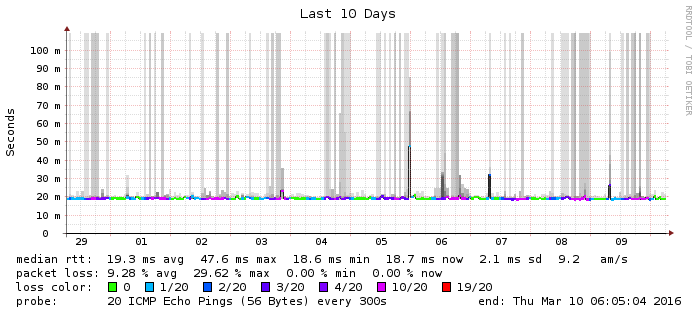 Last 10 Days
RRDTOOL / TOBI OETIKER
Seconds
100 m
90 m
80 m
70 m
60 m
50 m
40 m
30 m
20 m
10 m
0
29 01 02 03 04 05 06 07 08 09
median rtt: 19.3 ms avg 47.6 ms max 18.6 ms min 18.7 ms now 2.1 ms sd 9.2 am/s
packet loss: 9.28 % avg 29.62 % max 0.00 % min 0.00 % now
loss color: 0 1/20 2/20 3/20 4/20 10/20 19/20
probe: 20 ICMP Echo Pings (56 Bytes) every 300s end: Thu Mar 10 06:05:04 2016